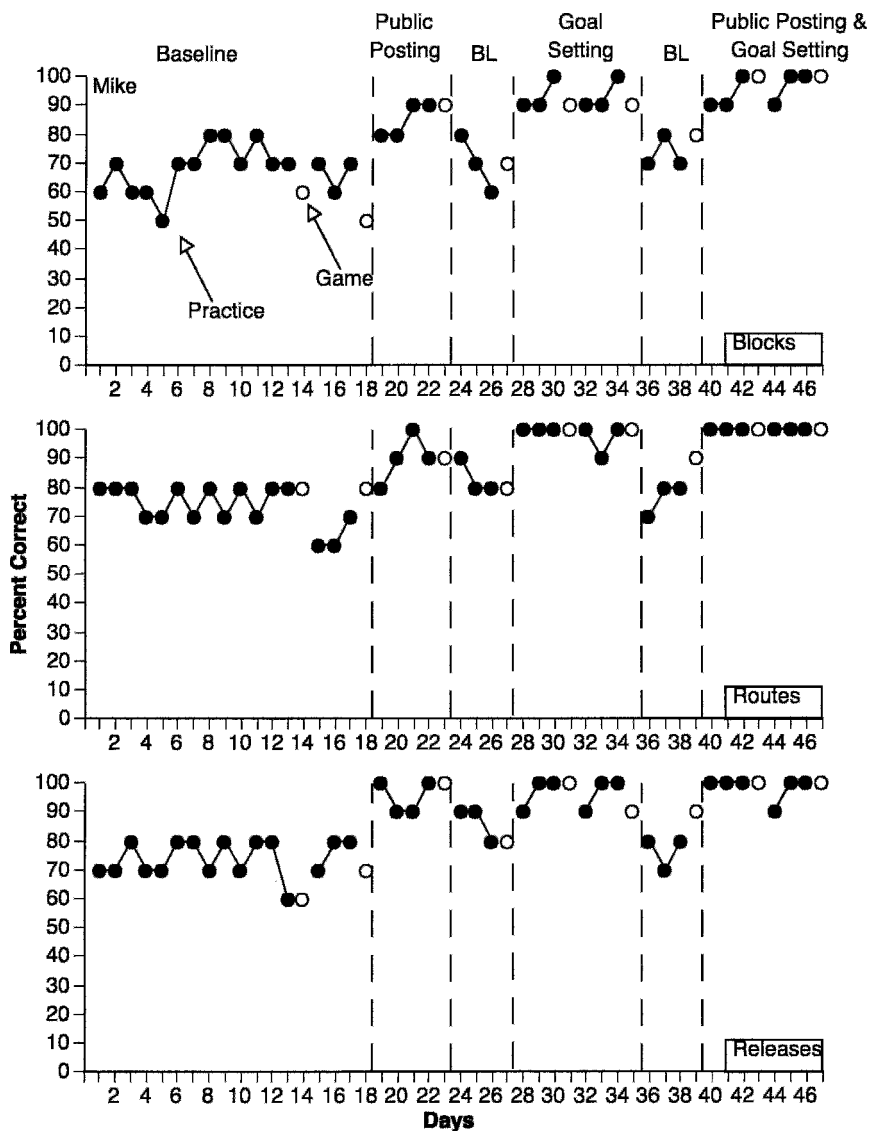 Baseline
Public
Posting
BL
Goal
Setting
BL
Public Posting &
Goal Setting
Mike
100
90
80
70
60
50
40
30
20
10
0
Practice
Game
Blocks
2 4 6 8 10 12 14 16 18 20 22 24 26 28 30 32 34 36 38 40 42 44 46
Percent Correct
100
90
80
70
60
50
40
30
20
10
0
Routes
2 4 6 8 10 12 14 16 18 20 22 24 26 28 30 32 34 36 38 40 42 44 46
100
90
80
70
60
50
40
30
20
10
0
Releases
2 4 6 8 10 12 14 16 18 20 22 24 26 28 30 32 34 36 38 40 42 44 46
Days